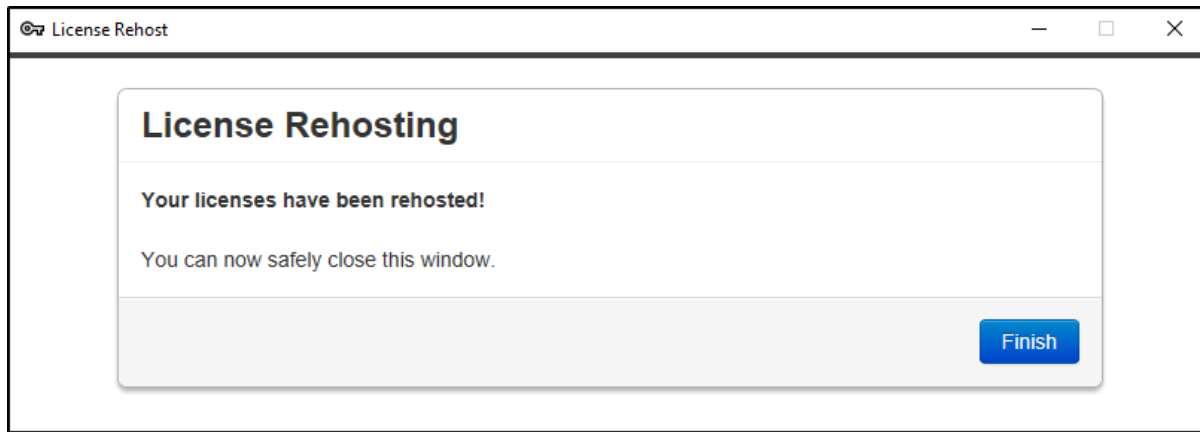 License Rehost
License Rehosting
Your licenses have been rehosted!
You can now safely close this window.
Finish